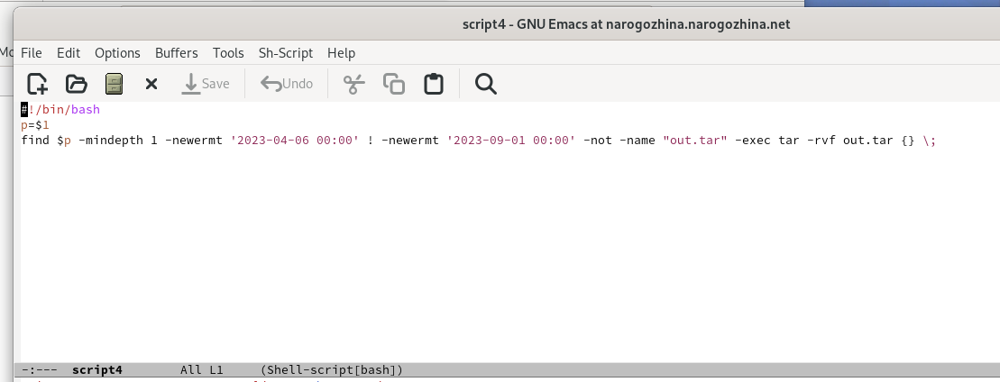 script4 - GNU Emacs at narogozhina.narogozhina.net
File Edit Options Buffers Tools Sh-Script Help
Save Undo
#!/bin/bash
p=$1
find $p -mindepth 1 -newermt '2023-04-06 00:00' ! -newermt '2023-09-01 00:00' -not -name "out.tar" -exec tar -rvf out.tar {} \;
-:--- script4 All L1 (Shell-script[bash])